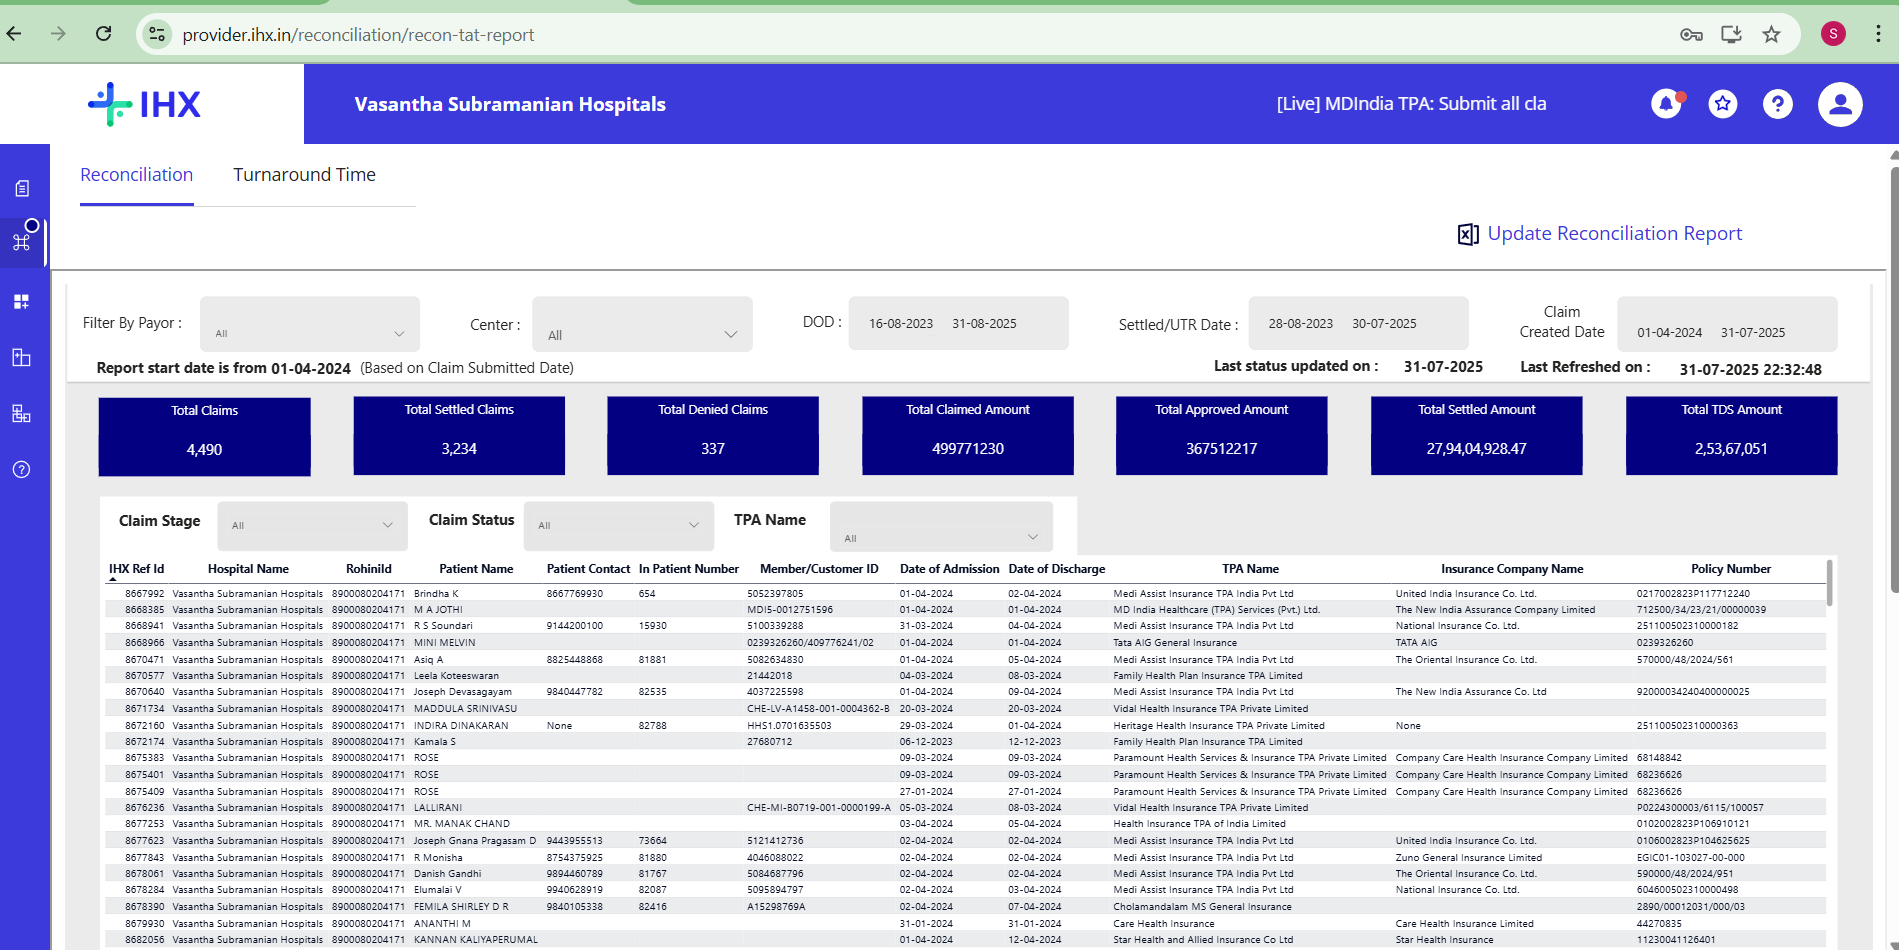 provider.ihx.in/reconciliation/recon-tat-report
S
IHX
Vasantha Subramanian Hospitals
[Live] MDIndia TPA: Submit all cla
Reconciliation Turnaround Time
Update Reconciliation Report
Filter By Payor : All Center : All DOD : 16-08-2023 31-08-2025 Settled/UTR Date : 28-08-2023 30-07-2025 Claim Created Date 01-04-2024 31-07-2025
Report start date is from 01-04-2024 (Based on Claim Submitted Date) Last status updated on : 31-07-2025 Last Refreshed on : 31-07-2025 22:32:48
Total Claims Total Settled Claims Total Denied Claims Total Claimed Amount Total Approved Amount Total Settled Amount Total TDS Amount
4,490 3,234 337 499771230 367512217 27,94,04,928.47 2,53,67,051
Claim Stage All Claim Status All TPA Name All
IHX Ref Id Hospital Name RohiniId Patient Name Patient Contact In Patient Number Member/Customer ID Date of Admission Date of Discharge TPA Name Insurance Company Name Policy Number
8667992 Vasantha Subramanian Hospitals 8900080204171 Brindha K 8667769930 654 5052397805 01-04-2024 02-04-2024 Medi Assist Insurance TPA India Pvt Ltd United India Insurance Co. Ltd. 0217002823P117712240
8668385 Vasantha Subramanian Hospitals 8900080204171 M A JOTHI MDI5-0012751596 01-04-2024 01-04-2024 MD India Healthcare (TPA) Services (Pvt.) Ltd. The New India Assurance Company Limited 712500/34/23/21/00000039
8668941 Vasantha Subramanian Hospitals 8900080204171 R S Soundari 9144200100 15930 5100339288 31-03-2024 04-04-2024 Medi Assist Insurance TPA India Pvt Ltd National Insurance Co. Ltd. 251100502310000182
8668966 Vasantha Subramanian Hospitals 8900080204171 MINI MELVIN 0239326260/409776241/02 01-04-2024 01-04-2024 Tata AIG General Insurance TATA AIG 0239326260
8670471 Vasantha Subramanian Hospitals 8900080204171 Asiq A 8825448868 81881 5082634830 01-04-2024 05-04-2024 Medi Assist Insurance TPA India Pvt Ltd The Oriental Insurance Co. Ltd. 570000/48/2024/561
8670577 Vasantha Subramanian Hospitals 8900080204171 Leela Koteeswaran 21442018 04-03-2024 08-03-2024 Family Health Plan Insurance TPA Limited
8670640 Vasantha Subramanian Hospitals 8900080204171 Joseph Devasagayam 9840447782 82535 4037225598 01-04-2024 09-04-2024 Medi Assist Insurance TPA India Pvt Ltd The New India Assurance Co. Ltd 92000034240400000025
8671734 Vasantha Subramanian Hospitals 8900080204171 MADDULA SRINIVASU CHE-LV-A1458-001-0004362-B 20-03-2024 20-03-2024 Vidal Health Insurance TPA Private Limited
8672160 Vasantha Subramanian Hospitals 8900080204171 INDIRA DINAKARAN None 82788 HHS1.0701635503 29-03-2024 01-04-2024 Heritage Health Insurance TPA Private Limited None 251100502310000363
8672174 Vasantha Subramanian Hospitals 8900080204171 Kamala S 27680712 06-12-2023 12-12-2023 Family Health Plan Insurance TPA Limited
8675383 Vasantha Subramanian Hospitals 8900080204171 ROSE 09-03-2024 09-03-2024 Paramount Health Services & Insurance TPA Private Limited Company Care Health Insurance Company Limited 68148842
8675401 Vasantha Subramanian Hospitals 8900080204171 ROSE 09-03-2024 09-03-2024 Paramount Health Services & Insurance TPA Private Limited Company Care Health Insurance Company Limited 68236626
8675409 Vasantha Subramanian Hospitals 8900080204171 ROSE 27-01-2024 27-01-2024 Paramount Health Services & Insurance TPA Private Limited Company Care Health Insurance Company Limited 68236626
8676236 Vasantha Subramanian Hospitals 8900080204171 LALLIRANI CHE-MI-B0719-001-0000199-A 05-03-2024 08-03-2024 Vidal Health Insurance TPA Private Limited P0224300003/6115/100057
8677253 Vasantha Subramanian Hospitals 8900080204171 MR. MANAK CHAND 03-04-2024 05-04-2024 Health Insurance TPA of India Limited 0102002823P106910121
8677623 Vasantha Subramanian Hospitals 8900080204171 Joseph Gnana Pragasam D 9443955513 73664 5121412736 02-04-2024 02-04-2024 Medi Assist Insurance TPA India Pvt Ltd United India Insurance Co. Ltd. 0106002823P104625625
8677843 Vasantha Subramanian Hospitals 8900080204171 R Monisha 8754375925 81880 4046088022 02-04-2024 02-04-2024 Medi Assist Insurance TPA India Pvt Ltd Zuno General Insurance Limited EGIC01-103027-00-000
8678061 Vasantha Subramanian Hospitals 8900080204171 Danish Gandhi 9894460789 81767 5084687796 02-04-2024 02-04-2024 Medi Assist Insurance TPA India Pvt Ltd The Oriental Insurance Co. Ltd. 590000/48/2024/951
8678284 Vasantha Subramanian Hospitals 8900080204171 Elumalai V 9940628919 82087 5095894797 02-04-2024 03-04-2024 Medi Assist Insurance TPA India Pvt Ltd National Insurance Co. Ltd. 604600502310000498
8678390 Vasantha Subramanian Hospitals 8900080204171 FEMILA SHIRLEY D R 9840105338 82416 A15298769A 02-04-2024 07-04-2024 Cholamandalam MS General Insurance 2890/00012031/000/03
8679930 Vasantha Subramanian Hospitals 8900080204171 ANANTHI M 31-01-2024 31-01-2024 Care Health Insurance Care Health Insurance Limited 44270835
8682056 Vasantha Subramanian Hospitals 8900080204171 KANNAN KALIYAPERUMAL 01-04-2024 12-04-2024 Star Health and Allied Insurance Co Ltd Star Health Insurance 11230041126401